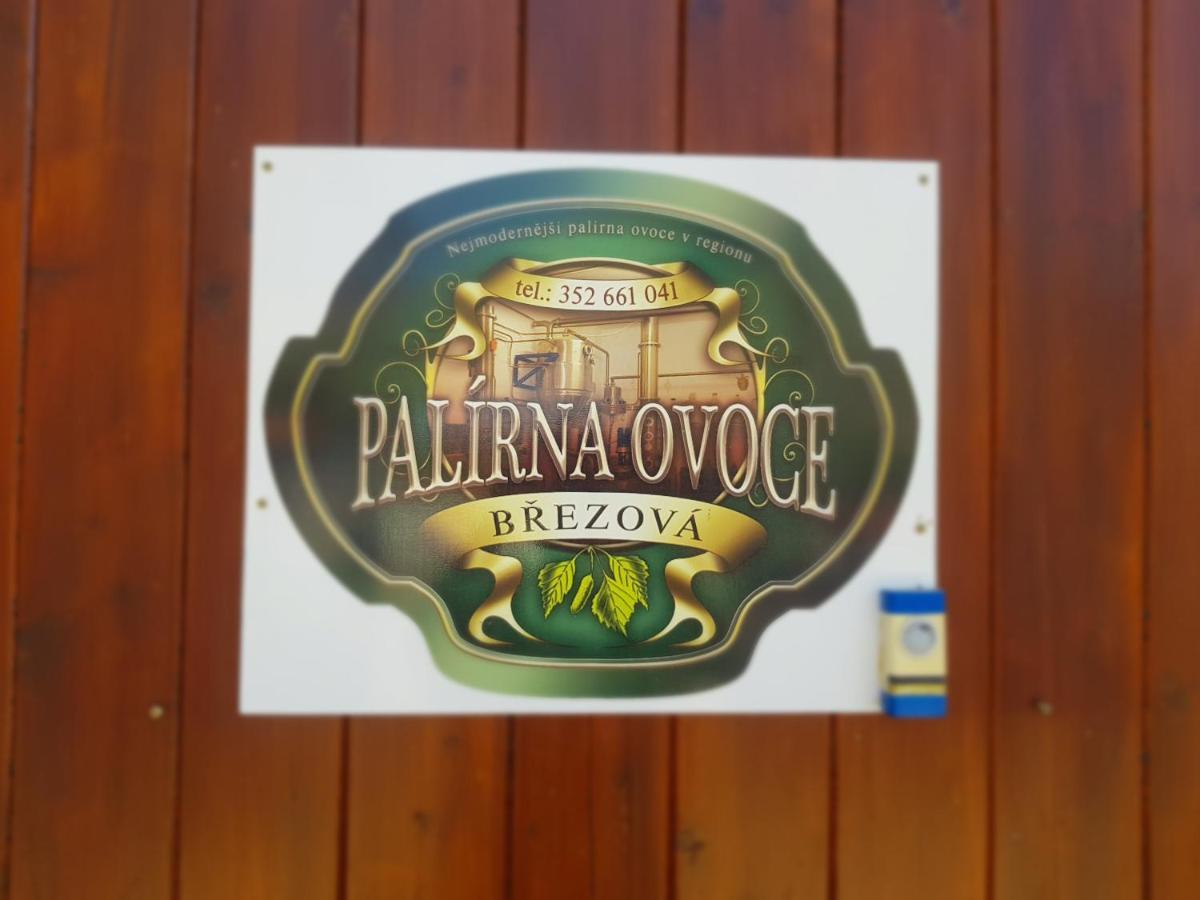 Nejmodernější palírna ovoce v regionu
tel.: 352 661 041
PALÍRNA OVOCE
BŘEZOVÁ